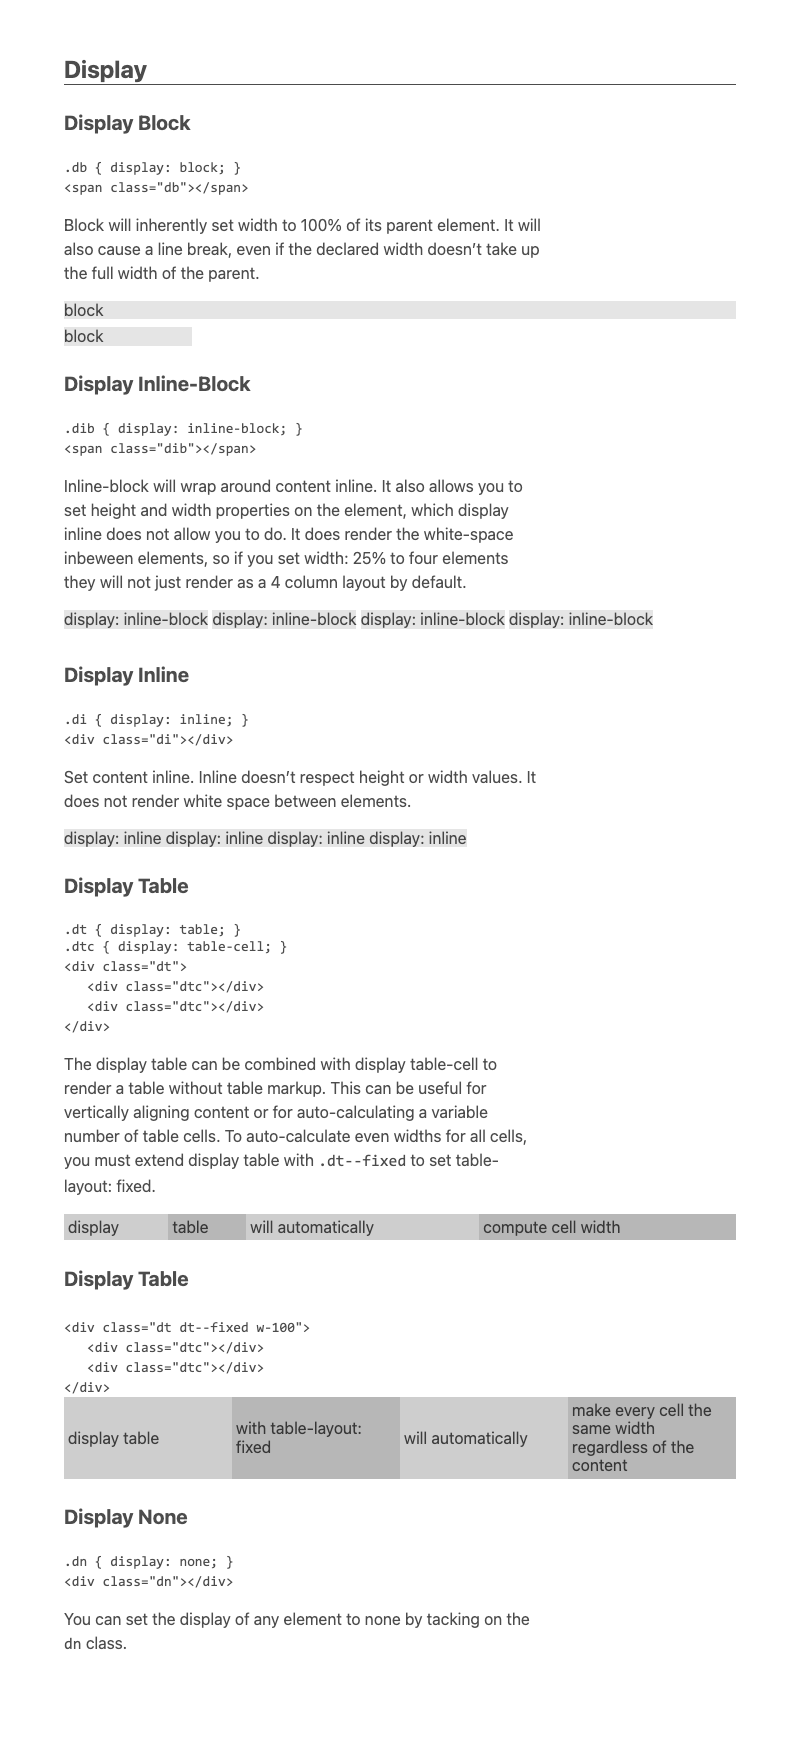 Display
Display Block
.db { display: block; }
<span class="db"></span>
Block will inherently set width to 100% of its parent element. It will
also cause a line break, even if the declared width doesn’t take up
the full width of the parent.
block
block
Display Inline-Block
.dib { display: inline-block; }
<span class="dib"></span>
Inline-block will wrap around content inline. It also allows you to
set height and width properties on the element, which display
inline does not allow you to do. It does render the white-space
inbeween elements, so if you set width: 25% to four elements
they will not just render as a 4 column layout by default.
display: inline-block display: inline-block display: inline-block display: inline-block
Display Inline
.di { display: inline; }
<div class="di"></div>
Set content inline. Inline doesn’t respect height or width values. It
does not render white space between elements.
display: inline display: inline display: inline display: inline
Display Table
.dt { display: table; }
.dtc { display: table-cell; }
<div class="dt">
   <div class="dtc"></div>
   <div class="dtc"></div>
</div>
The display table can be combined with display table-cell to
render a table without table markup. This can be useful for
vertically aligning content or for auto-calculating a variable
number of table cells. To auto-calculate even widths for all cells,
you must extend display table with .dt--fixed to set table-
layout: fixed.
display table will automatically compute cell width
Display Table
<div class="dt dt--fixed w-100">
   <div class="dtc"></div>
   <div class="dtc"></div>
</div>
display table
with table-layout:
fixed
will automatically
make every cell the
same width
regardless of the
content
Display None
.dn { display: none; }
<div class="dn"></div>
You can set the display of any element to none by tacking on the
dn class.